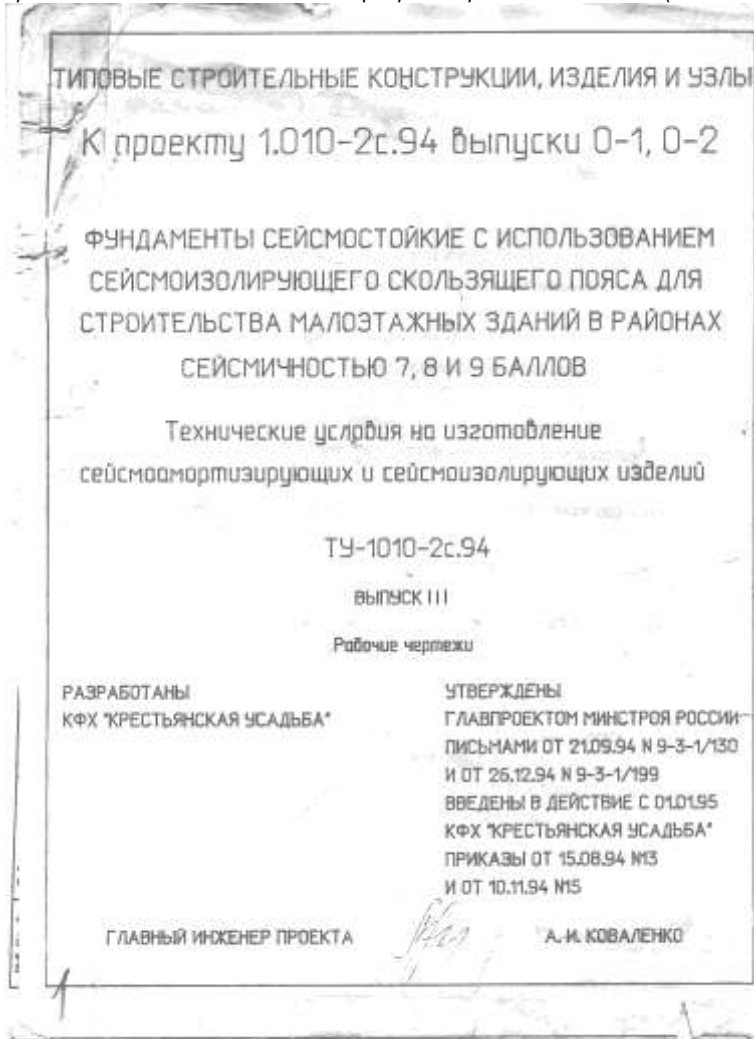 ТИПОВЫЕ СТРОИТЕЛЬНЫЕ КОНСТРУКЦИИ, ИЗДЕЛИЯ И УЗЛЫ
К проекту 1.010-2с.94 выпуски 0-1, 0-2
ФУНДАМЕНТЫ СЕЙСМОСТОЙКИЕ С ИСПОЛЬЗОВАНИЕМ
СЕЙСМОИЗОЛИРУЮЩЕГО СКОЛЬЗЯЩЕГО ПОЯСА ДЛЯ
СТРОИТЕЛЬСТВА МАЛОЭТАЖНЫХ ЗДАНИЙ В РАЙОНАХ
СЕЙСМИЧНОСТЬЮ 7, 8 И 9 БАЛЛОВ
Технические условия на изготовление
сейсмоамортизирующих и сейсмоизолирующих изделий
ТУ-1010-2с.94
ВЫПУСК III
Рабочие чертежи
РАЗРАБОТАНЫ
КФХ "КРЕСТЬЯНСКАЯ УСАДЬБА"
УТВЕРЖДЕНЫ
ГЛАВПРОЕКТОМ МИНСТРОЯ РОССИИ
ПИСЬМАМИ ОТ 21.09.94 N 9-3-1/130
И ОТ 26.12.94 N 9-3-1/199
ВВЕДЕНЫ В ДЕЙСТВИЕ С 01.01.95
КФХ "КРЕСТЬЯНСКАЯ УСАДЬБА"
ПРИКАЗЫ ОТ 15.08.94 N13
И ОТ 10.11.94 N15
ГЛАВНЫЙ ИНЖЕНЕР ПРОЕКТА А. И. КОВАЛЕНКО
1